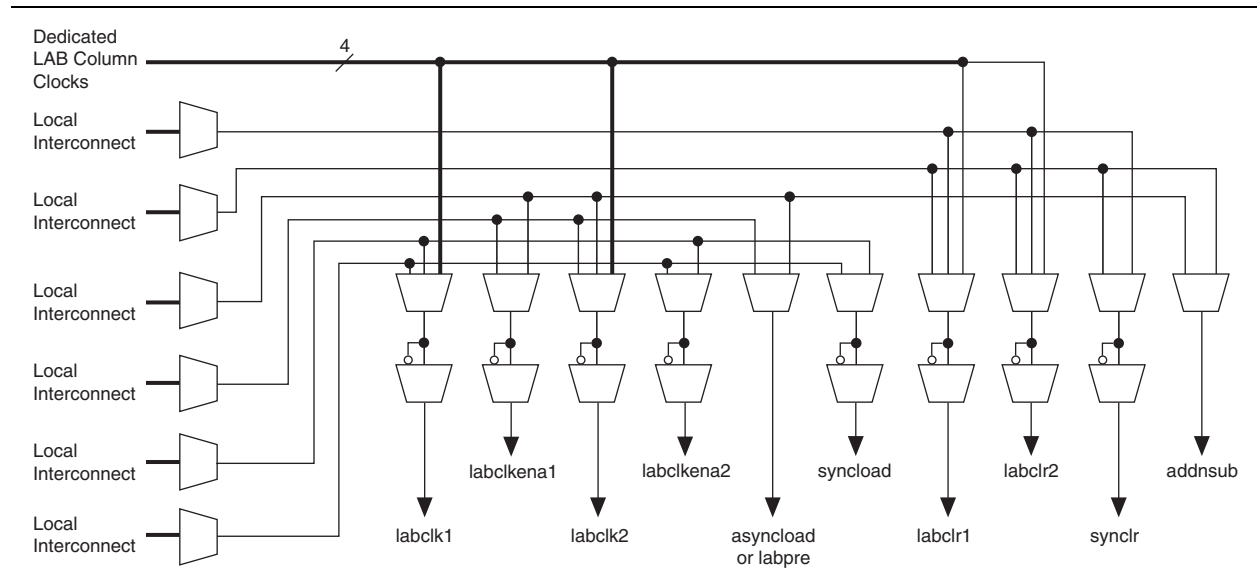 Dedicated
LAB Column
Clocks
4
Local
Interconnect
Local
Interconnect
Local
Interconnect
Local
Interconnect
Local
Interconnect
Local
Interconnect
labclkena1
labclkena2
syncload
labclr2
addnsub
labclk1
labclk2
asyncload
or labpre
labclr1
synclr